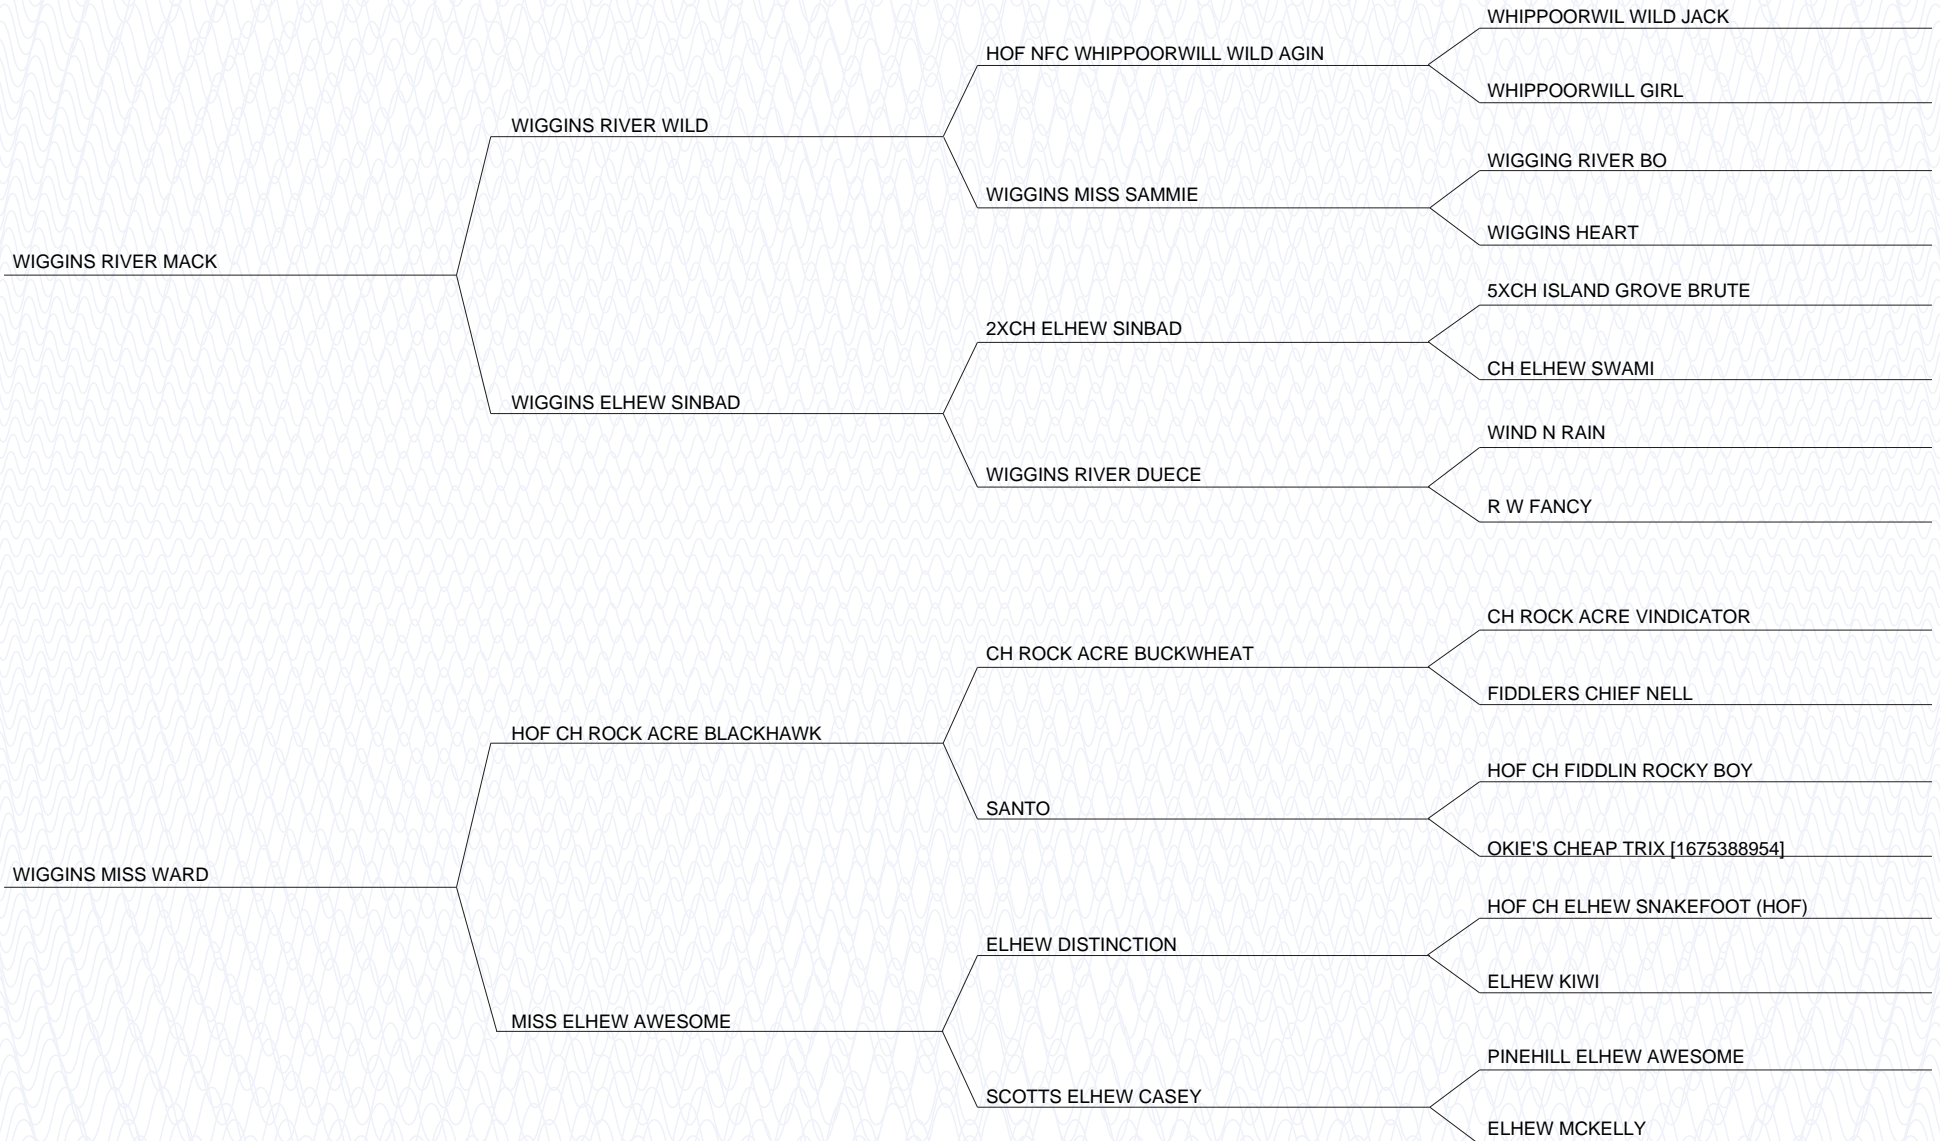 WHIPPOORWIL WILD JACK
HOF NFC WHIPPOORWILL WILD AGIN
WHIPPOORWILL GIRL
WIGGINS RIVER WILD
WIGGING RIVER BO
WIGGINS MISS SAMMIE
WIGGINS HEART
WIGGINS RIVER MACK
5XCH ISLAND GROVE BRUTE
2XCH ELHEW SINBAD
CH ELHEW SWAMI
WIGGINS ELHEW SINBAD
WIND N RAIN
WIGGINS RIVER DUECE
R W FANCY
CH ROCK ACRE VINDICATOR
CH ROCK ACRE BUCKWHEAT
FIDDLERS CHIEF NELL
HOF CH ROCK ACRE BLACKHAWK
HOF CH FIDDLIN ROCKY BOY
SANTO
OKIE'S CHEAP TRIX [1675388954]
WIGGINS MISS WARD
HOF CH ELHEW SNAKEFOOT (HOF)
ELHEW DISTINCTION
ELHEW KIWI
MISS ELHEW AWESOME
PINEHILL ELHEW AWESOME
SCOTTS ELHEW CASEY
ELHEW MCKELLY